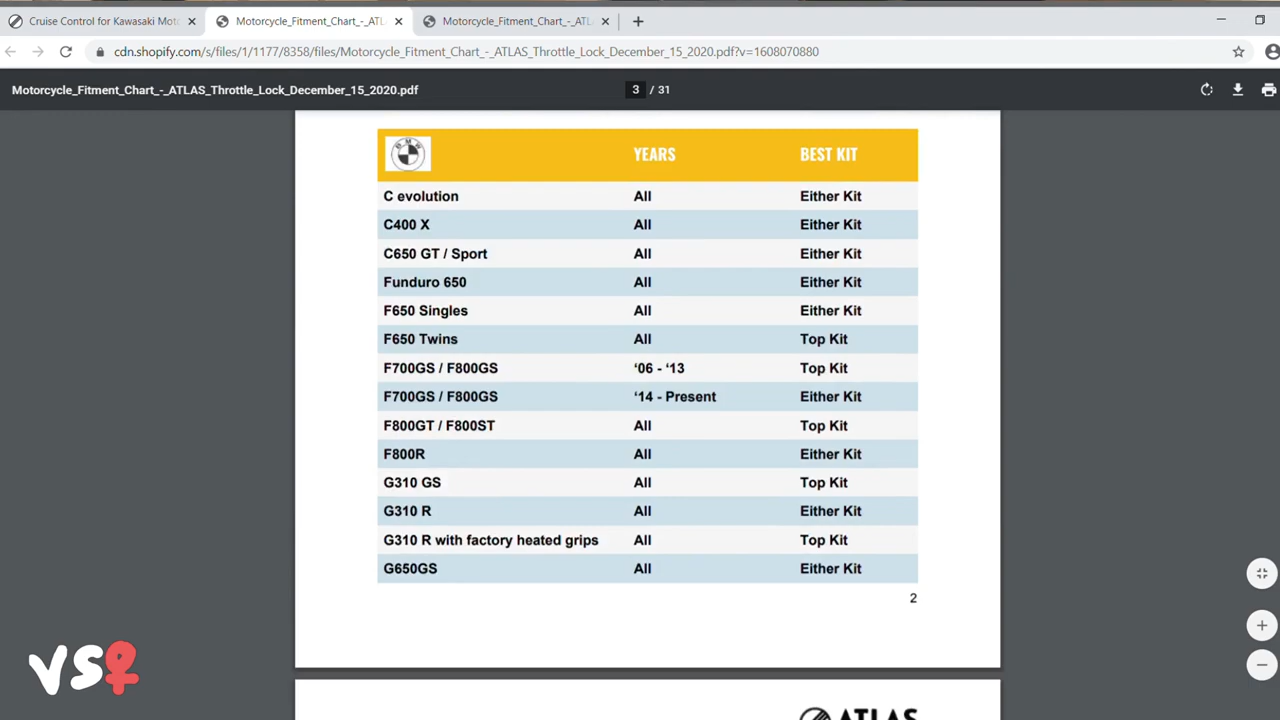 Cruise Control for Kawasaki Moto
Motorcycle_Fitment_Chart_-_ATL
Motorcycle_Fitment_Chart_-_ATL
cdn.shopify.com/s/files/1/1177/8358/files/Motorcycle_Fitment_Chart_-_ATLAS_Throttle_Lock_December_15_2020.pdf?v=1608070880
Motorcycle_Fitment_Chart_-_ATLAS_Throttle_Lock_December_15_2020.pdf 3 / 31
BMW YEARS BEST KIT
C evolution All Either Kit
C400 X All Either Kit
C650 GT / Sport All Either Kit
Funduro 650 All Either Kit
F650 Singles All Either Kit
F650 Twins All Top Kit
F700GS / F800GS ‘06 - ‘13 Top Kit
F700GS / F800GS ‘14 - Present Either Kit
F800GT / F800ST All Top Kit
F800R All Either Kit
G310 GS All Top Kit
G310 R All Either Kit
G310 R with factory heated grips All Top Kit
G650GS All Either Kit
2
VS
ATLAS